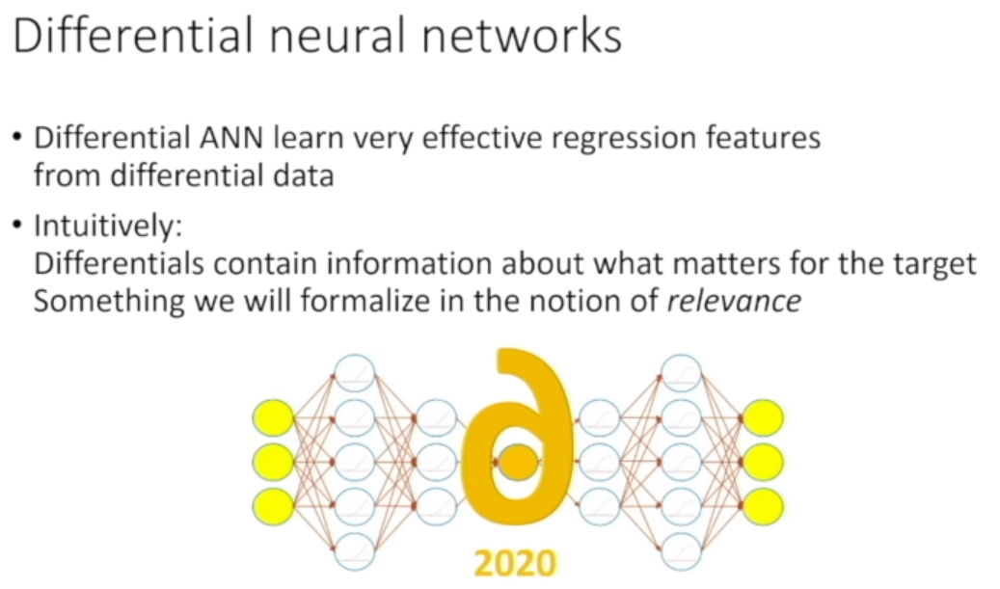 Differential neural networks
• Differential ANN learn very effective regression features
from differential data
• Intuitively:
Differentials contain information about what matters for the target
Something we will formalize in the notion of relevance
∂
2020